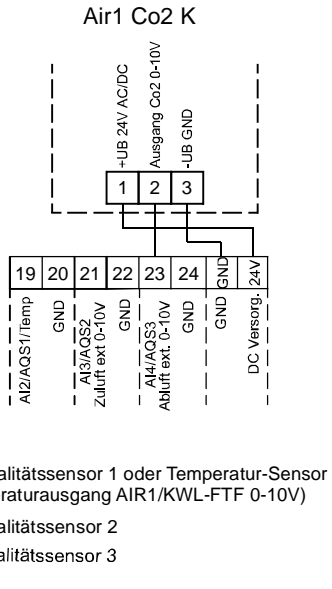 Air1 Co2 K
+UB 24V AC/DC
Ausgang Co2 0-10V
-UB GND
1 2 3
19 20 21 22 23 24 GND 24V
AI2/AQS1/Temp
GND
AI3/AQS2
Zuluft ext 0-10V
GND
AI4/AQS3
Abluft ext. 0-10V
GND
GND
DC Versorg.
alitätssensor 1 oder Temperatur-Sensor
eraturausgang AIR1/KWL-FTF 0-10V)
alitätssensor 2
alitätssensor 3